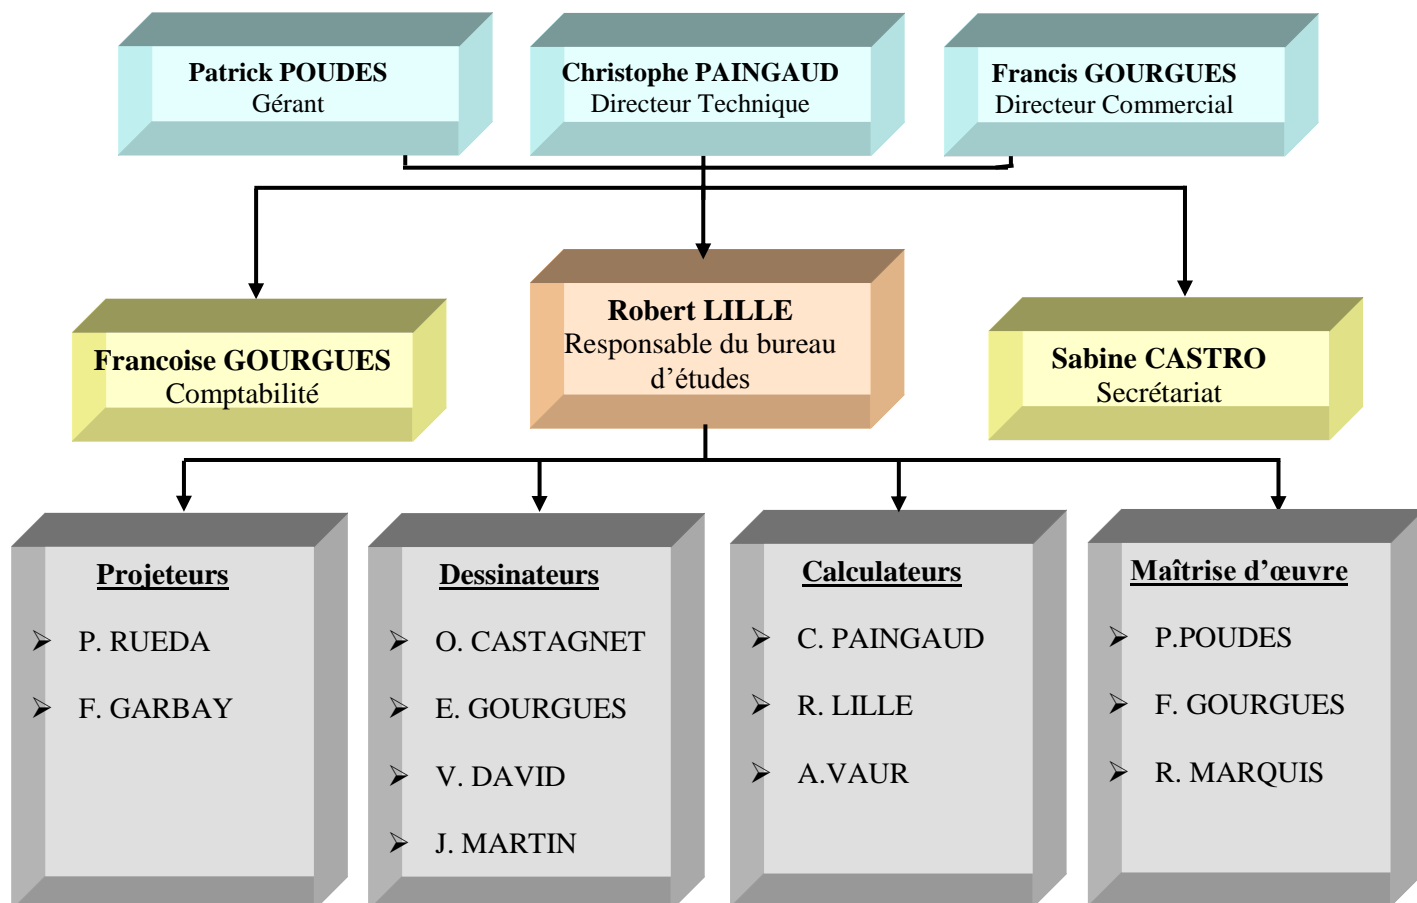 Patrick POUDES
Gérant
Christophe PAINGAUD
Directeur Technique
Francis GOURGUES
Directeur Commercial
Francoise GOURGUES
Comptabilité
Robert LILLE
Responsable du bureau
d’études
Sabine CASTRO
Secrétariat
Projeteurs
P. RUEDA
F. GARBAY
Dessinateurs
O. CASTAGNET
E. GOURGUES
V. DAVID
J. MARTIN
Calculateurs
C. PAINGAUD
R. LILLE
A.VAUR
Maîtrise d’œuvre
P.POUDES
F. GOURGUES
R. MARQUIS